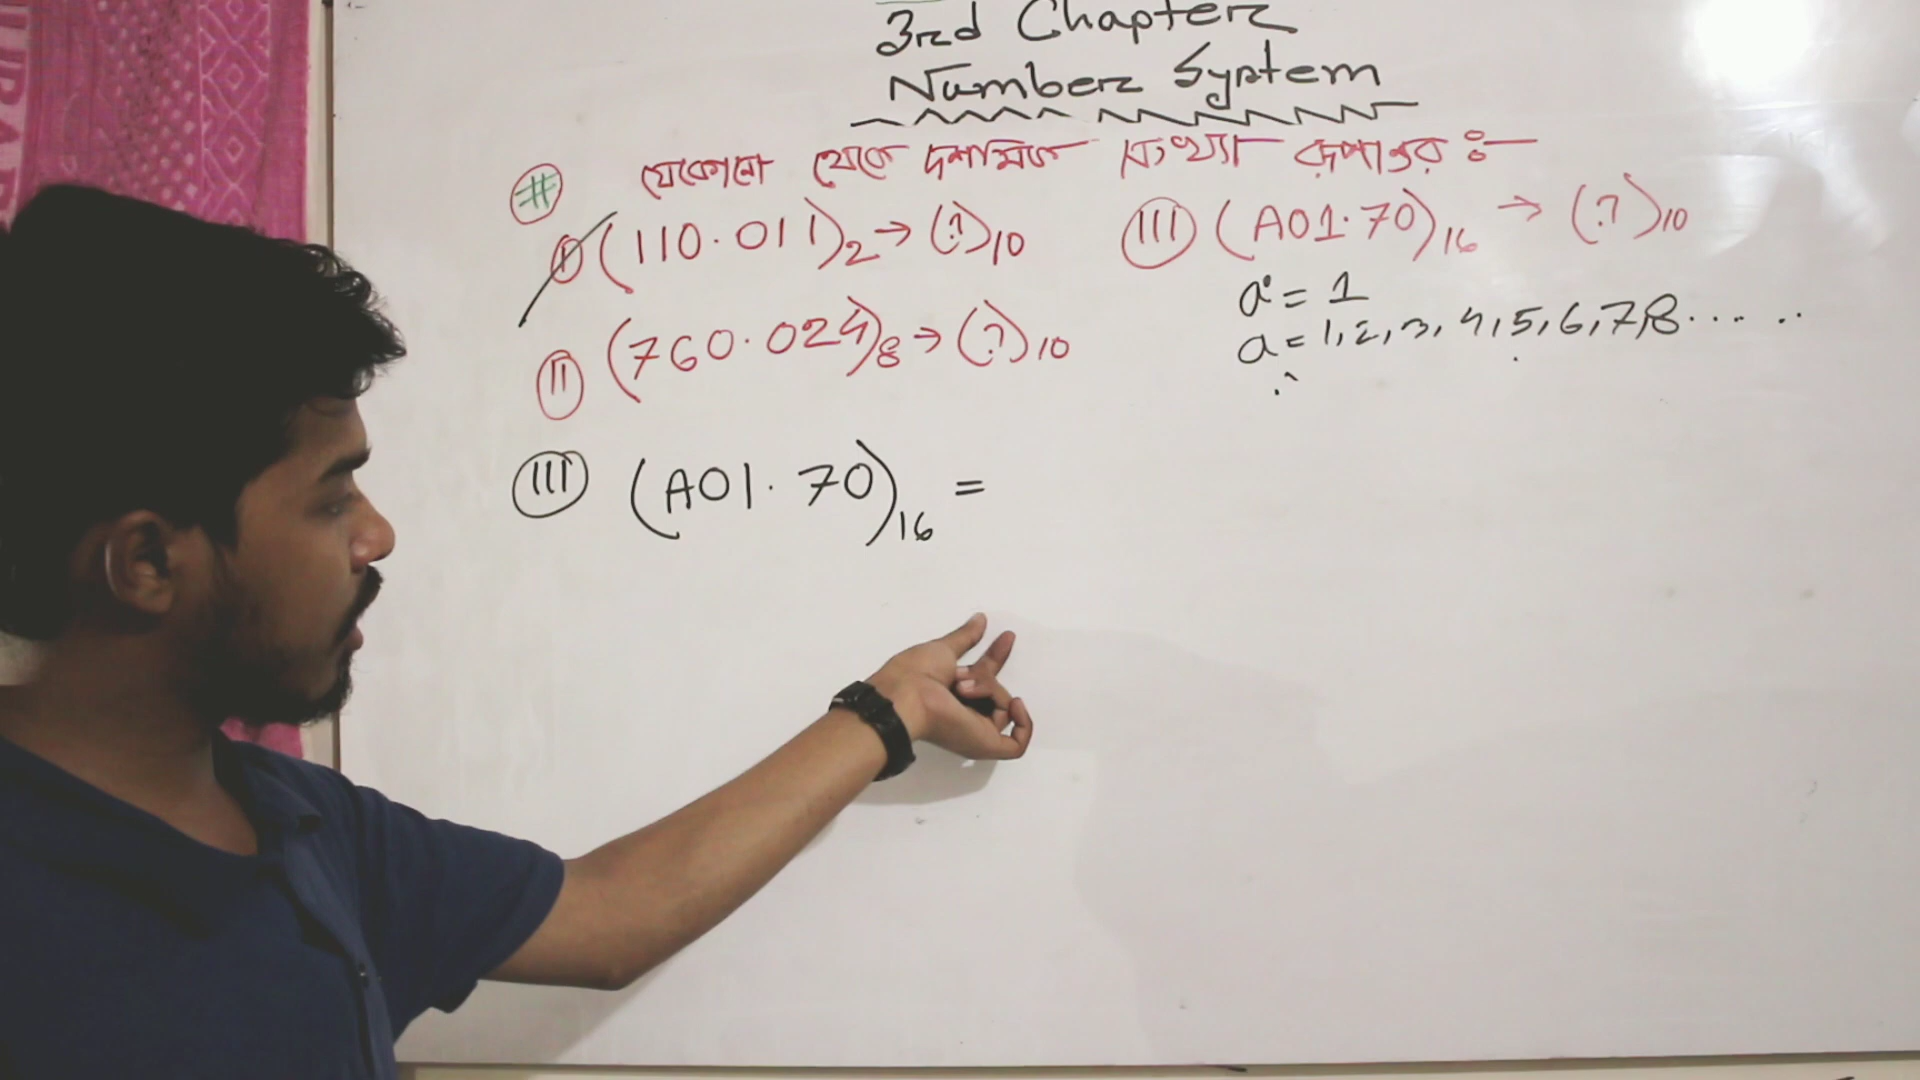 3rd Chapter
Number System
# যেকোনো থেকে দশমিক সংখ্যা রূপান্তর ঃ-
I (110.011)₂ → (?)₁₀
II (760.024)₈ → (?)₁₀
III (A01.70)₁₆ → (?)₁₀
a⁰ = 1
a = 1, 2, 3, 4, 5, 6, 7, 8 .... ..
∴
III (A01.70)₁₆ =